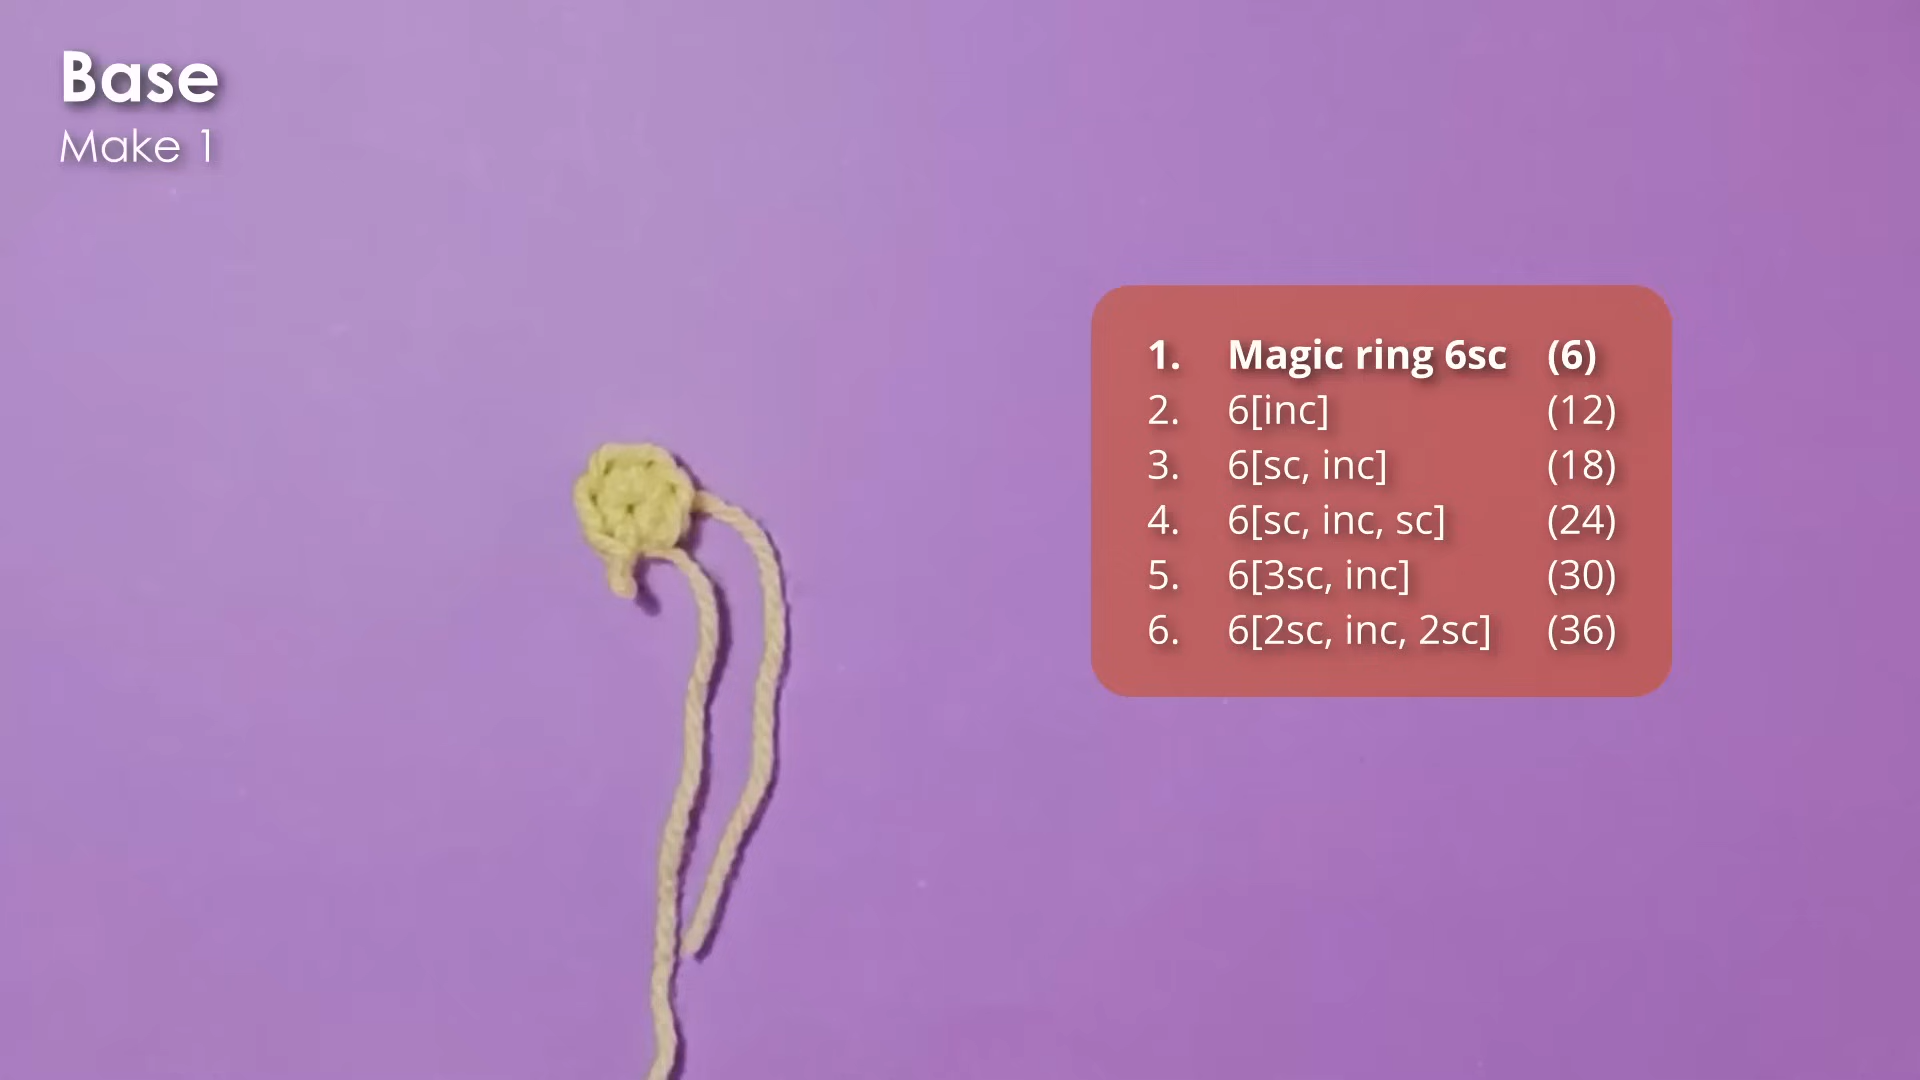 Base
Make 1
1. Magic ring 6sc (6)
2. 6[inc] (12)
3. 6[sc, inc] (18)
4. 6[sc, inc, sc] (24)
5. 6[3sc, inc] (30)
6. 6[2sc, inc, 2sc] (36)